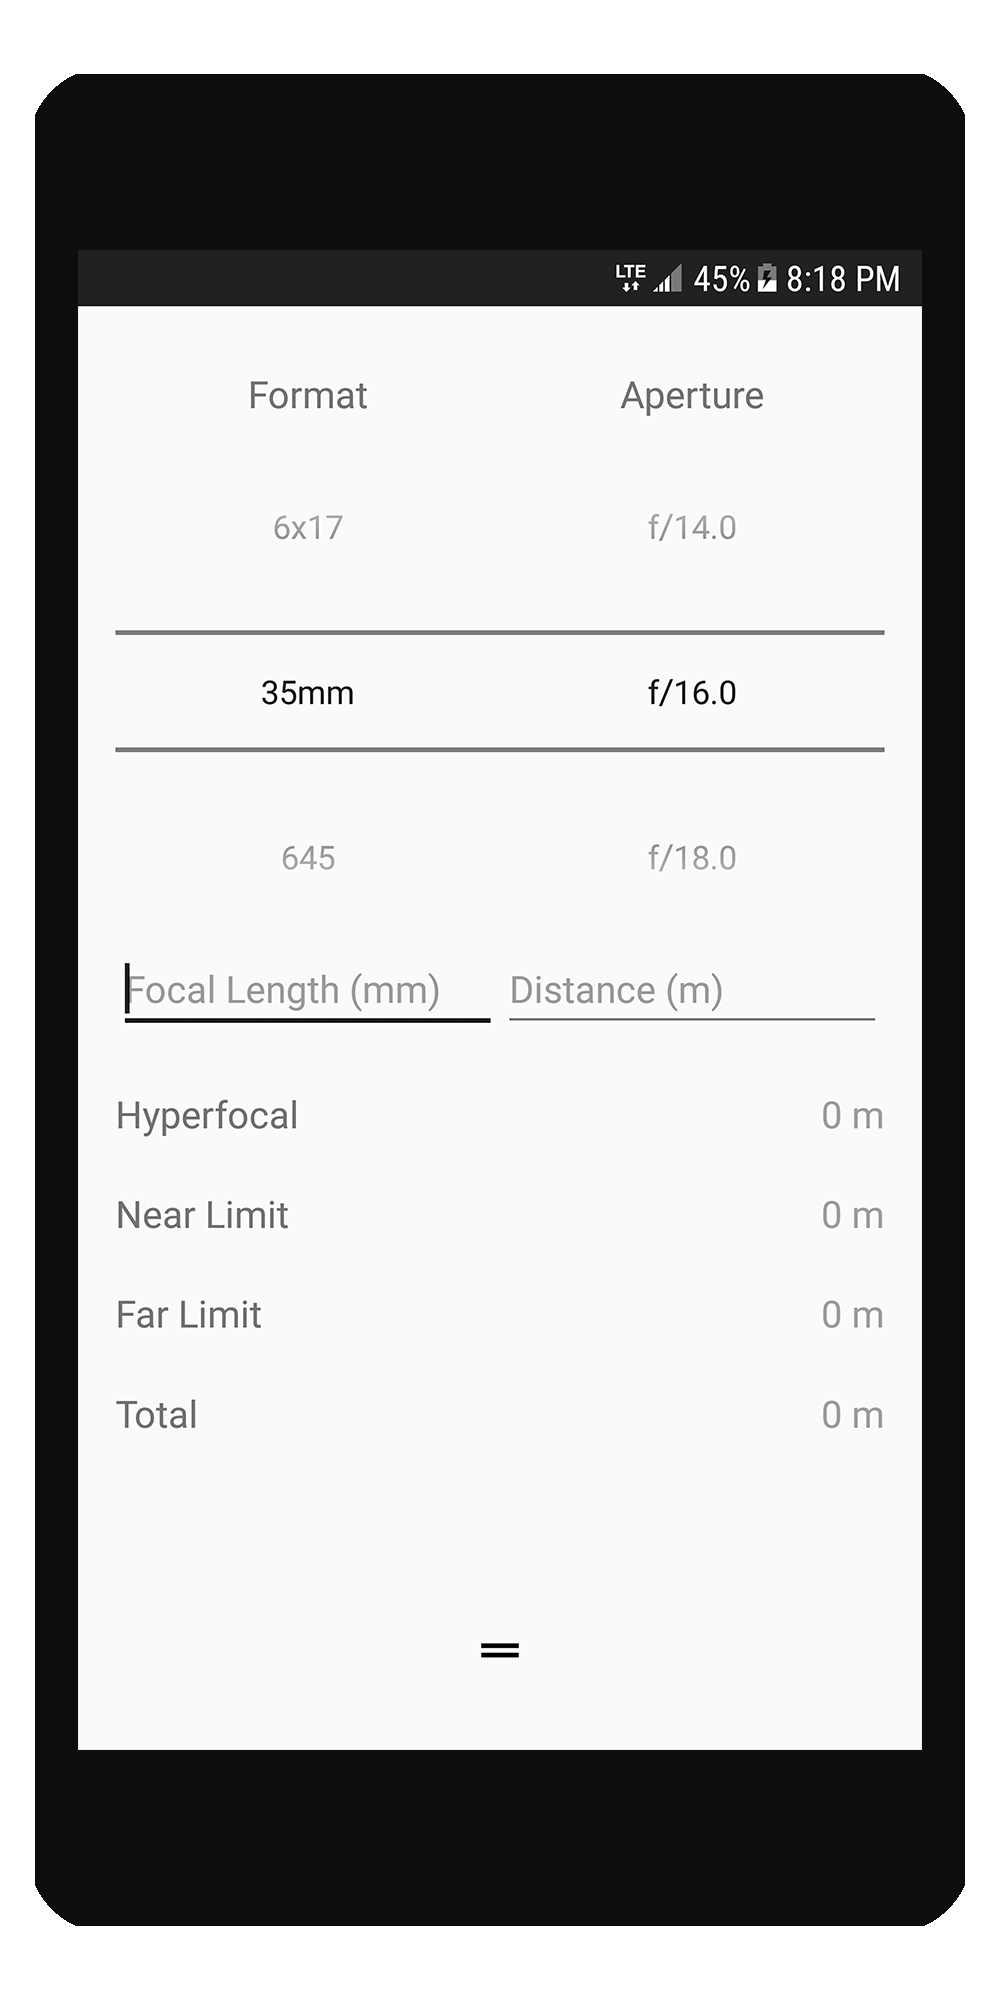 LTE 45% 8:18 PM
Format Aperture
6x17 f/14.0
35mm f/16.0
645 f/18.0
Focal Length (mm) Distance (m)
Hyperfocal 0 m
Near Limit 0 m
Far Limit 0 m
Total 0 m